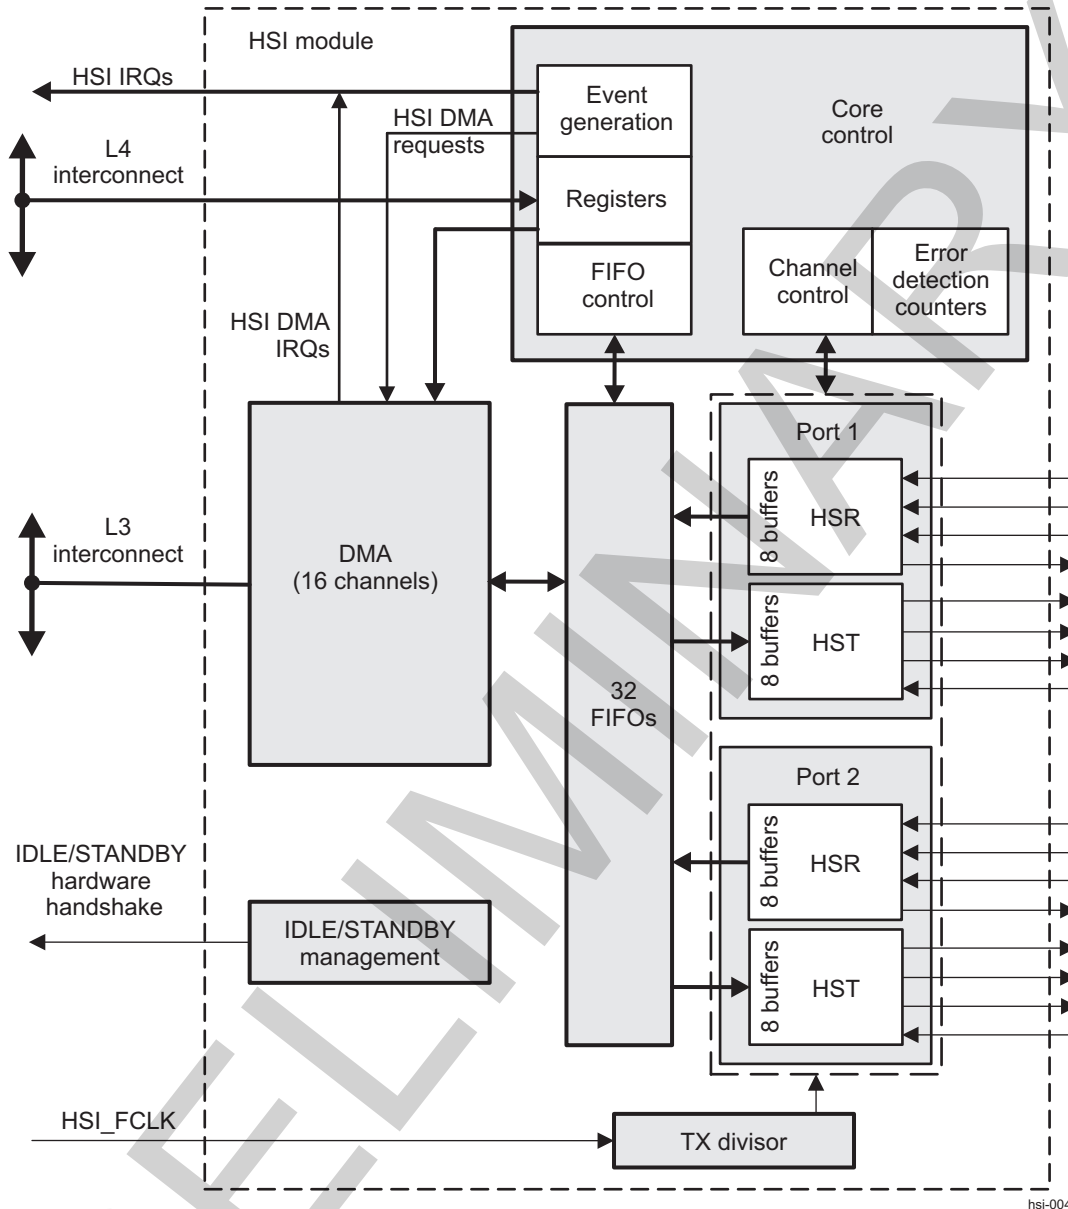 HSI module
HSI IRQs
Event
generation
Core
control
HSI DMA
requests
L4
interconnect
Registers
FIFO
control
Channel
control
Error
detection
counters
HSI DMA
IRQs
Port 1
8 buffers
HSR
L3
interconnect
DMA
(16 channels)
8 buffers
HST
32
FIFOs
Port 2
8 buffers
HSR
IDLE/STANDBY
hardware
handshake
IDLE/STANDBY
management
8 buffers
HST
HSI_FCLK
TX divisor
hsi-004
ELIMINARY